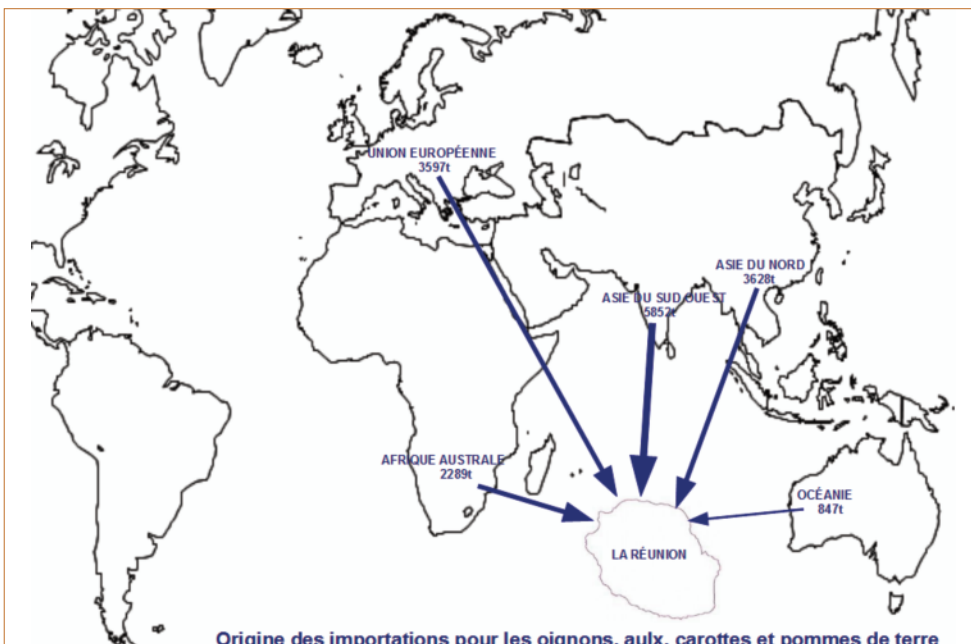 UNION EUROPÉENNE
3597t
ASIE DU NORD
3628t
ASIE DU SUD OUEST
5852t
AFRIQUE AUSTRALE
2289t
OCÉANIE
847t
LA RÉUNION
Origine des importations pour les oignons, aulx, carottes et pommes de terre